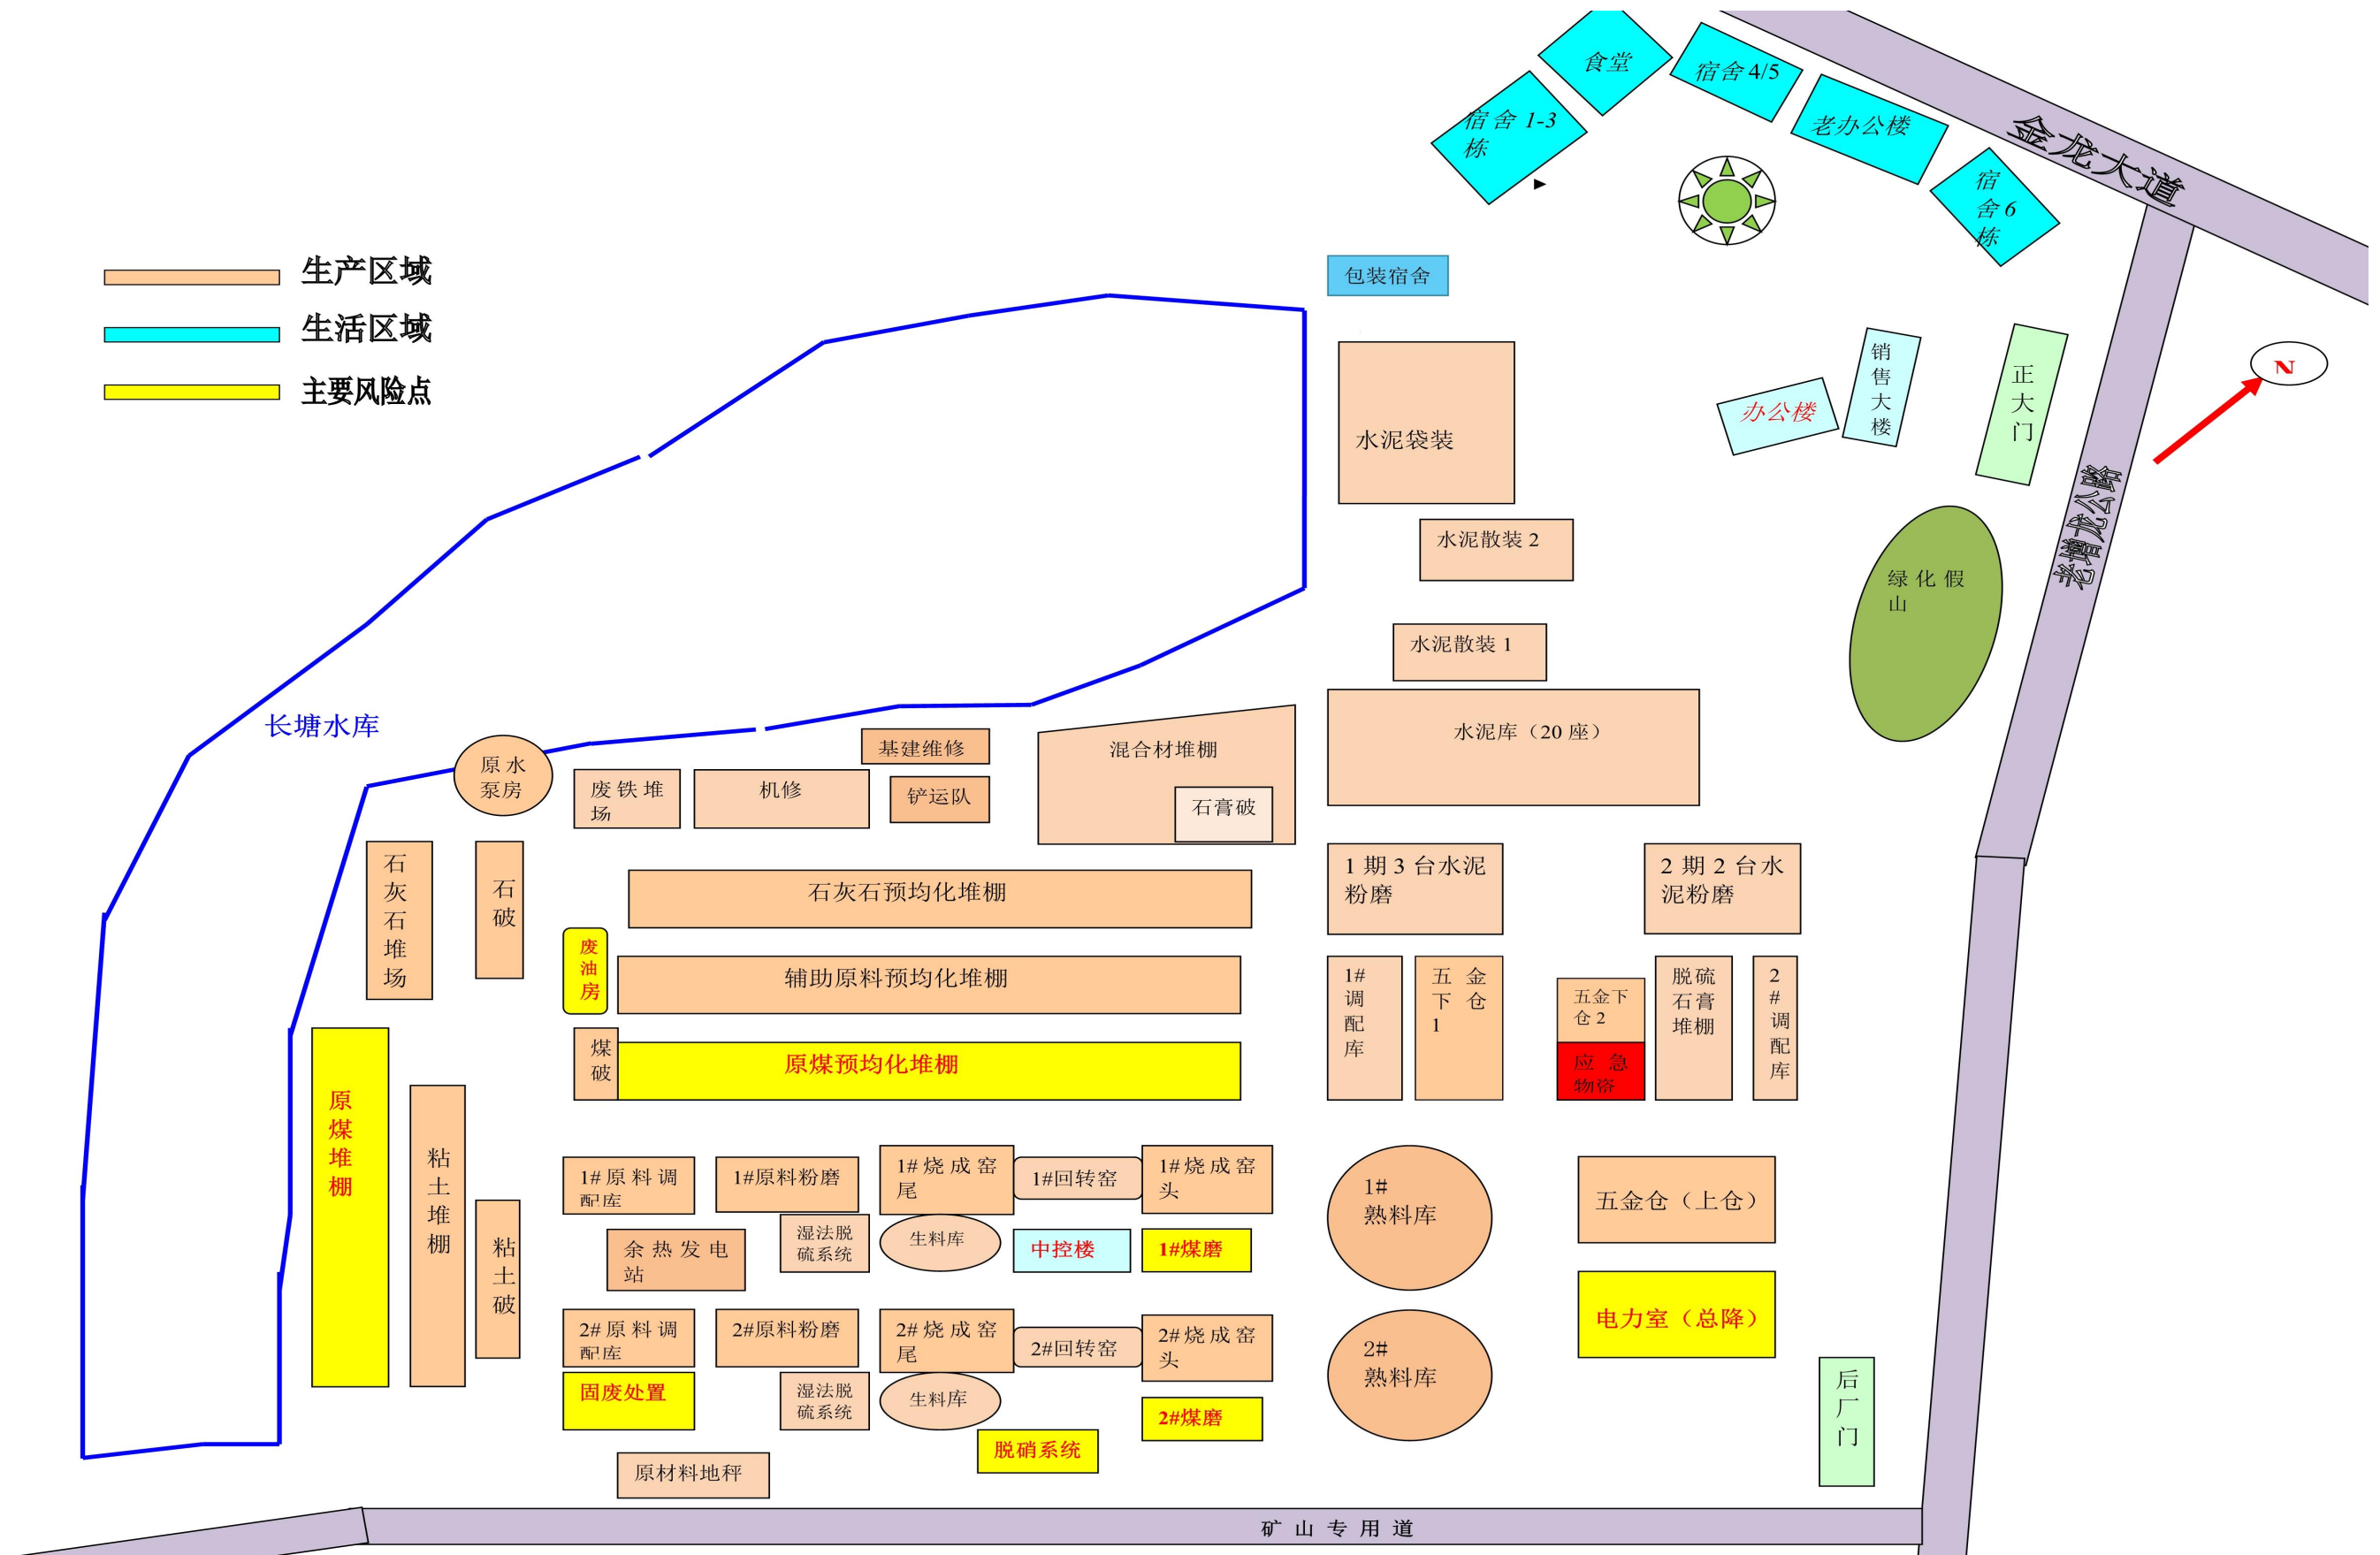 金龙大道
食堂
宿舍 4/5
宿舍 1-3
栋
老办公楼
宿
舍 6
栋
包装宿舍
生产区域
生活区域
主要风险点
销
售
大
楼
办公楼
正
大
门
N
老增龙公路
水泥袋装
水泥散装 2
绿化假
山
水泥散装 1
长塘水库
水泥库（20 座）
基建维修
混合材堆棚
原水
泵房
废铁堆
场
机修
铲运队
石膏破
石
灰
石
堆
场
石
破
石灰石预均化堆棚
1 期 3 台水泥
粉磨
2 期 2 台水
泥粉磨
废
油
房
辅助原料预均化堆棚
1#
调
配
库
五金
下仓
1
五金下
仓 2
应急
物资
脱硫
石膏
堆棚
2
#
调
配
库
煤
破
原煤预均化堆棚
原
煤
堆
棚
粘
土
堆
棚
粘
土
破
1#原料调
配库
1#原料粉磨
1#烧成窑
尾
1#回转窑
1#烧成窑
头
1#
熟料库
五金仓（上仓）
余热发电
站
湿法脱
硫系统
生料库
中控楼
1#煤磨
2#原料调
配库
2#原料粉磨
2#烧成窑
尾
2#回转窑
2#烧成窑
头
2#
熟料库
电力室（总降）
固废处置
湿法脱
硫系统
生料库
2#煤磨
后
厂
门
脱硝系统
原材料地秤
矿山专用道